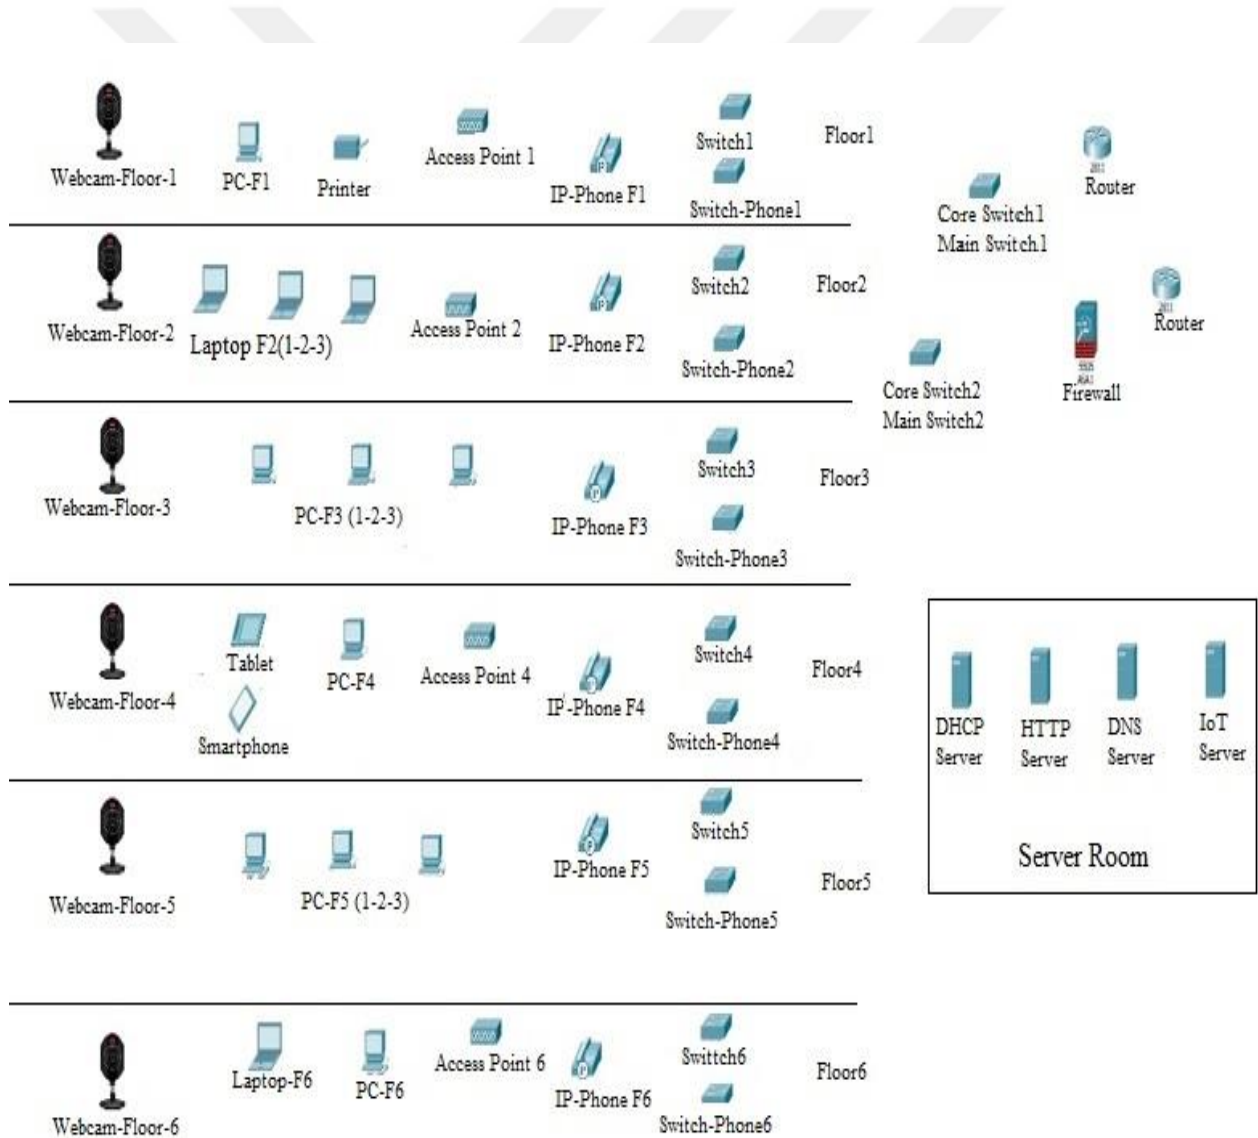 Webcam-Floor-1
PC-F1
Printer
Access Point 1
IP-Phone F1
Switch1
Switch-Phone1
Floor1
Router
Core Switch1
Main Switch1
Webcam-Floor-2
Laptop F2(1-2-3)
Access Point 2
IP-Phone F2
Switch2
Switch-Phone2
Floor2
Router
Firewall
Core Switch2
Main Switch2
Webcam-Floor-3
PC-F3 (1-2-3)
IP-Phone F3
Switch3
Switch-Phone3
Floor3
Webcam-Floor-4
Tablet
Smartphone
PC-F4
Access Point 4
IP-Phone F4
Switch4
Switch-Phone4
Floor4
DHCP
Server
HTTP
Server
DNS
Server
IoT
Server
Server Room
Webcam-Floor-5
PC-F5 (1-2-3)
IP-Phone F5
Switch5
Switch-Phone5
Floor5
Webcam-Floor-6
Laptop-F6
PC-F6
Access Point 6
IP-Phone F6
Swittch6
Switch-Phone6
Floor6